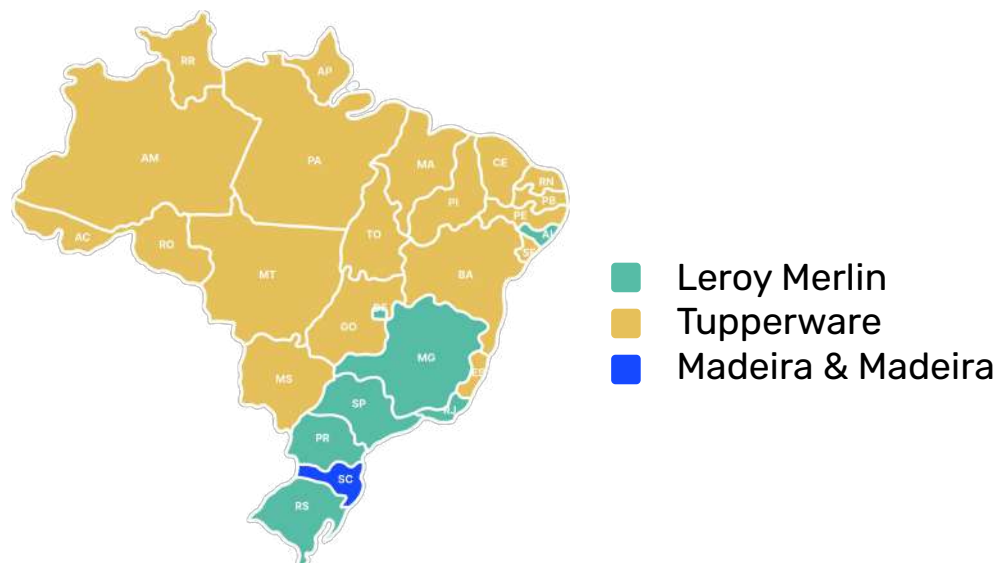 RR
AP
AM
PA
MA
CE
RN
PB
PI
PE
AL
SE
AC
RO
TO
BA
MT
DF
GO
MG
ES
MS
SP
RJ
PR
SC
RS
Leroy Merlin
Tupperware
Madeira & Madeira